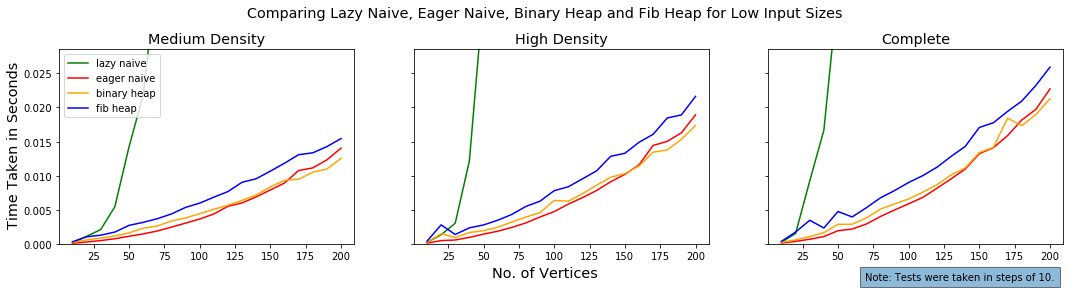 Comparing Lazy Naive, Eager Naive, Binary Heap and Fib Heap for Low Input Sizes
Medium Density
High Density
Complete
lazy naive
eager naive
binary heap
fib heap
Time Taken in Seconds
0.025
0.020
0.015
0.010
0.005
0.000
25 50 75 100 125 150 175 200
25 50 75 100 125 150 175 200
25 50 75 100 125 150 175 200
No. of Vertices
Note: Tests were taken in steps of 10.